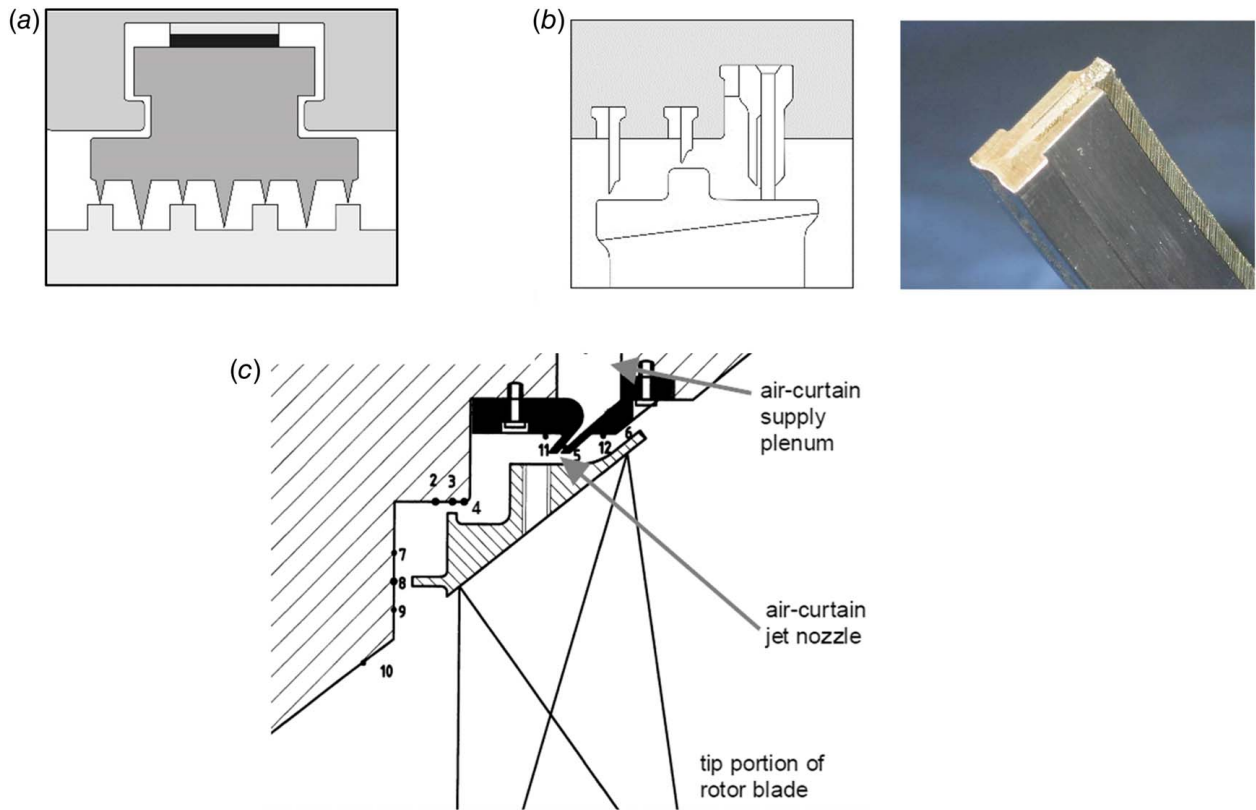 (a)
(b)
(c)
air-curtain
supply
plenum
6
11
5
12
2 3
4
7
8
9
10
air-curtain
jet nozzle
tip portion of
rotor blade